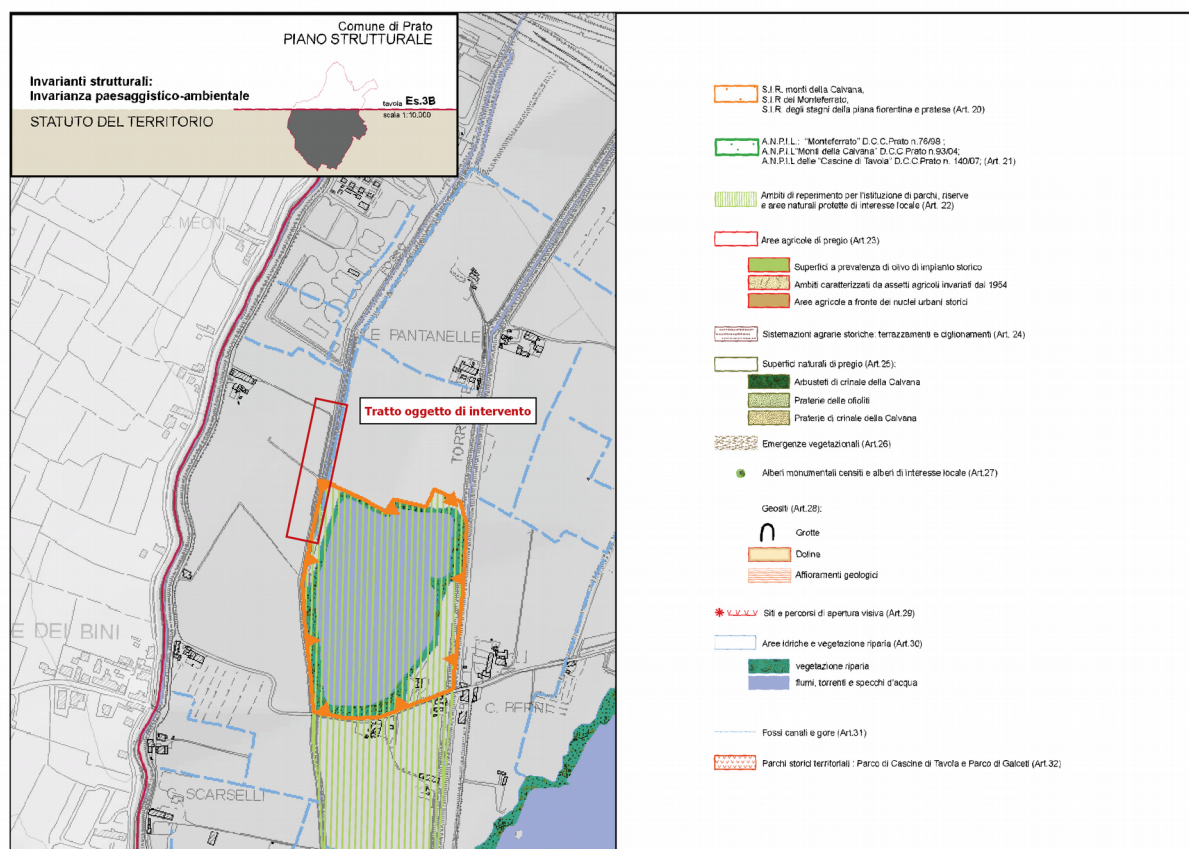 Comune di Prato
PIANO STRUTTURALE
Invarianti strutturali:
Invarianza paesaggistico-ambientale
tavola Es.3B
scala 1:10.000
STATUTO DEL TERRITORIO
C. MEONI
LE PANTANELLE
Tratto oggetto di intervento
TORR
E DEI BINI
C. BERNE
C. SCARSELLI
S.I.R. monti della Calvana,
S.I.R dei Monteferrato,
S.I.R. degli stagni della piana fiorentina e pratese (Art. 20)
A.N.P.I.L.: "Monteferrato" D.C.C.Prato n.76/98 ;
A.N.P.I.L"Monti della Calvana" D.C.C.Prato n.93/04;
A.N.P.I.L delle "Cascine di Tavola" D.C.C.Prato n. 140/07; (Art. 21)
Ambiti di reperimento per l'istituzione di parchi, riserve
e aree naturali protette di interesse locale (Art. 22)
Aree agricole di pregio (Art.23)
Superfici a prevalenza di olivo di impianto storico
Ambiti caratterizzati da assetti agricoli invariati dal 1954
Aree agricole a fronte dei nuclei urbani storici
Sistemazioni agrarie storiche: terrazzamenti e ciglionamenti (Art. 24)
Superfici naturali di pregio (Art.25):
Arbusteti di crinale della Calvana
Praterie delle ofioliti
Praterie di crinale della Calvana
Emergenze vegetazionali (Art.26)
Alberi monumentali censiti e alberi di interesse locale (Art.27)
Geositi (Art.28):
Grotte
Doline
Affioramenti geologici
Siti e percorsi di apertura visiva (Art.29)
Aree idriche e vegetazione riparia (Art.30)
vegetazione riparia
fiumi, torrenti e specchi d'acqua
Fossi canali e gore (Art.31)
Parchi storici territoriali : Parco di Cascine di Tavola e Parco di Galceti (Art.32)